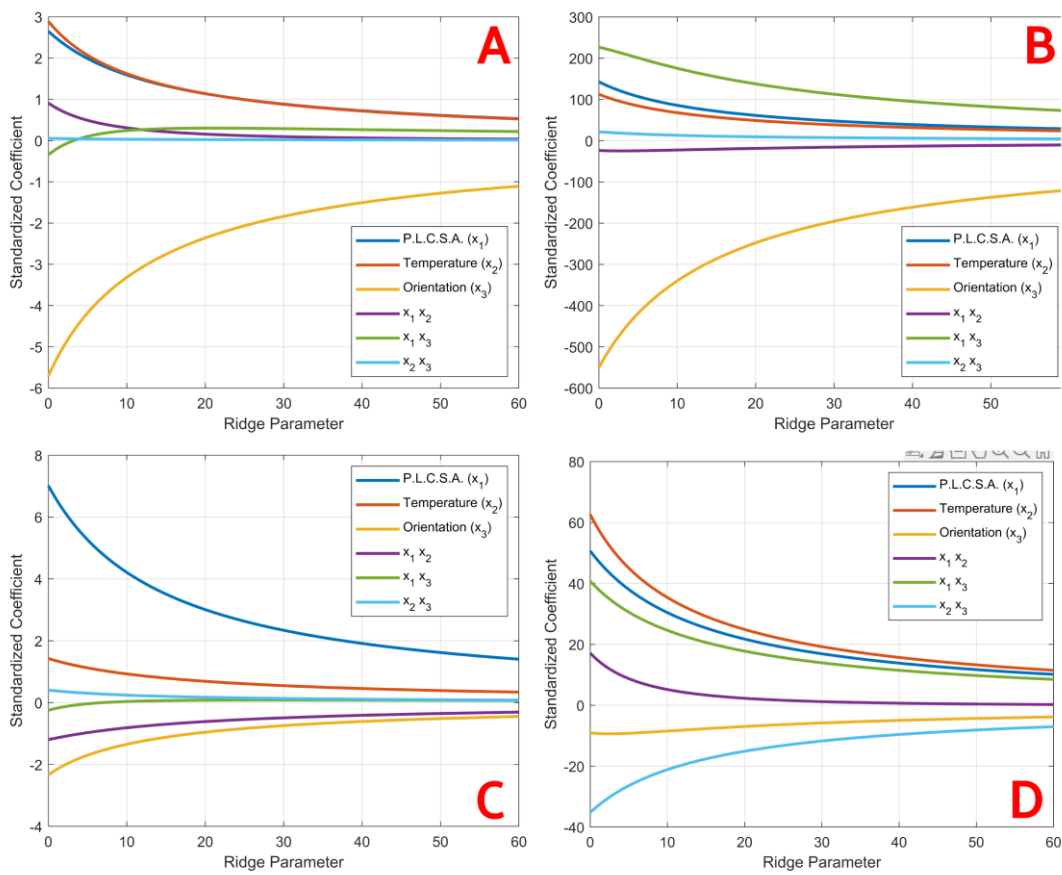 A
3
2
1
0
-1
-2
-3
-4
-5
-6
Standardized Coefficient
P.L.C.S.A. (x1)
Temperature (x2)
Orientation (x3)
x1 x2
x1 x3
x2 x3
0 10 20 30 40 50 60
Ridge Parameter
B
300
200
100
0
-100
-200
-300
-400
-500
-600
Standardized Coefficient
P.L.C.S.A. (x1)
Temperature (x2)
Orientation (x3)
x1 x2
x1 x3
x2 x3
0 10 20 30 40 50
Ridge Parameter
8
6
4
2
0
-2
-4
Standardized Coefficient
P.L.C.S.A. (x1)
Temperature (x2)
Orientation (x3)
x1 x2
x1 x3
x2 x3
C
0 10 20 30 40 50 60
Ridge Parameter
80
60
40
20
0
-20
-40
Standardized Coefficient
P.L.C.S.A. (x1)
Temperature (x2)
Orientation (x3)
x1 x2
x1 x3
x2 x3
D
0 10 20 30 40 50 60
Ridge Parameter